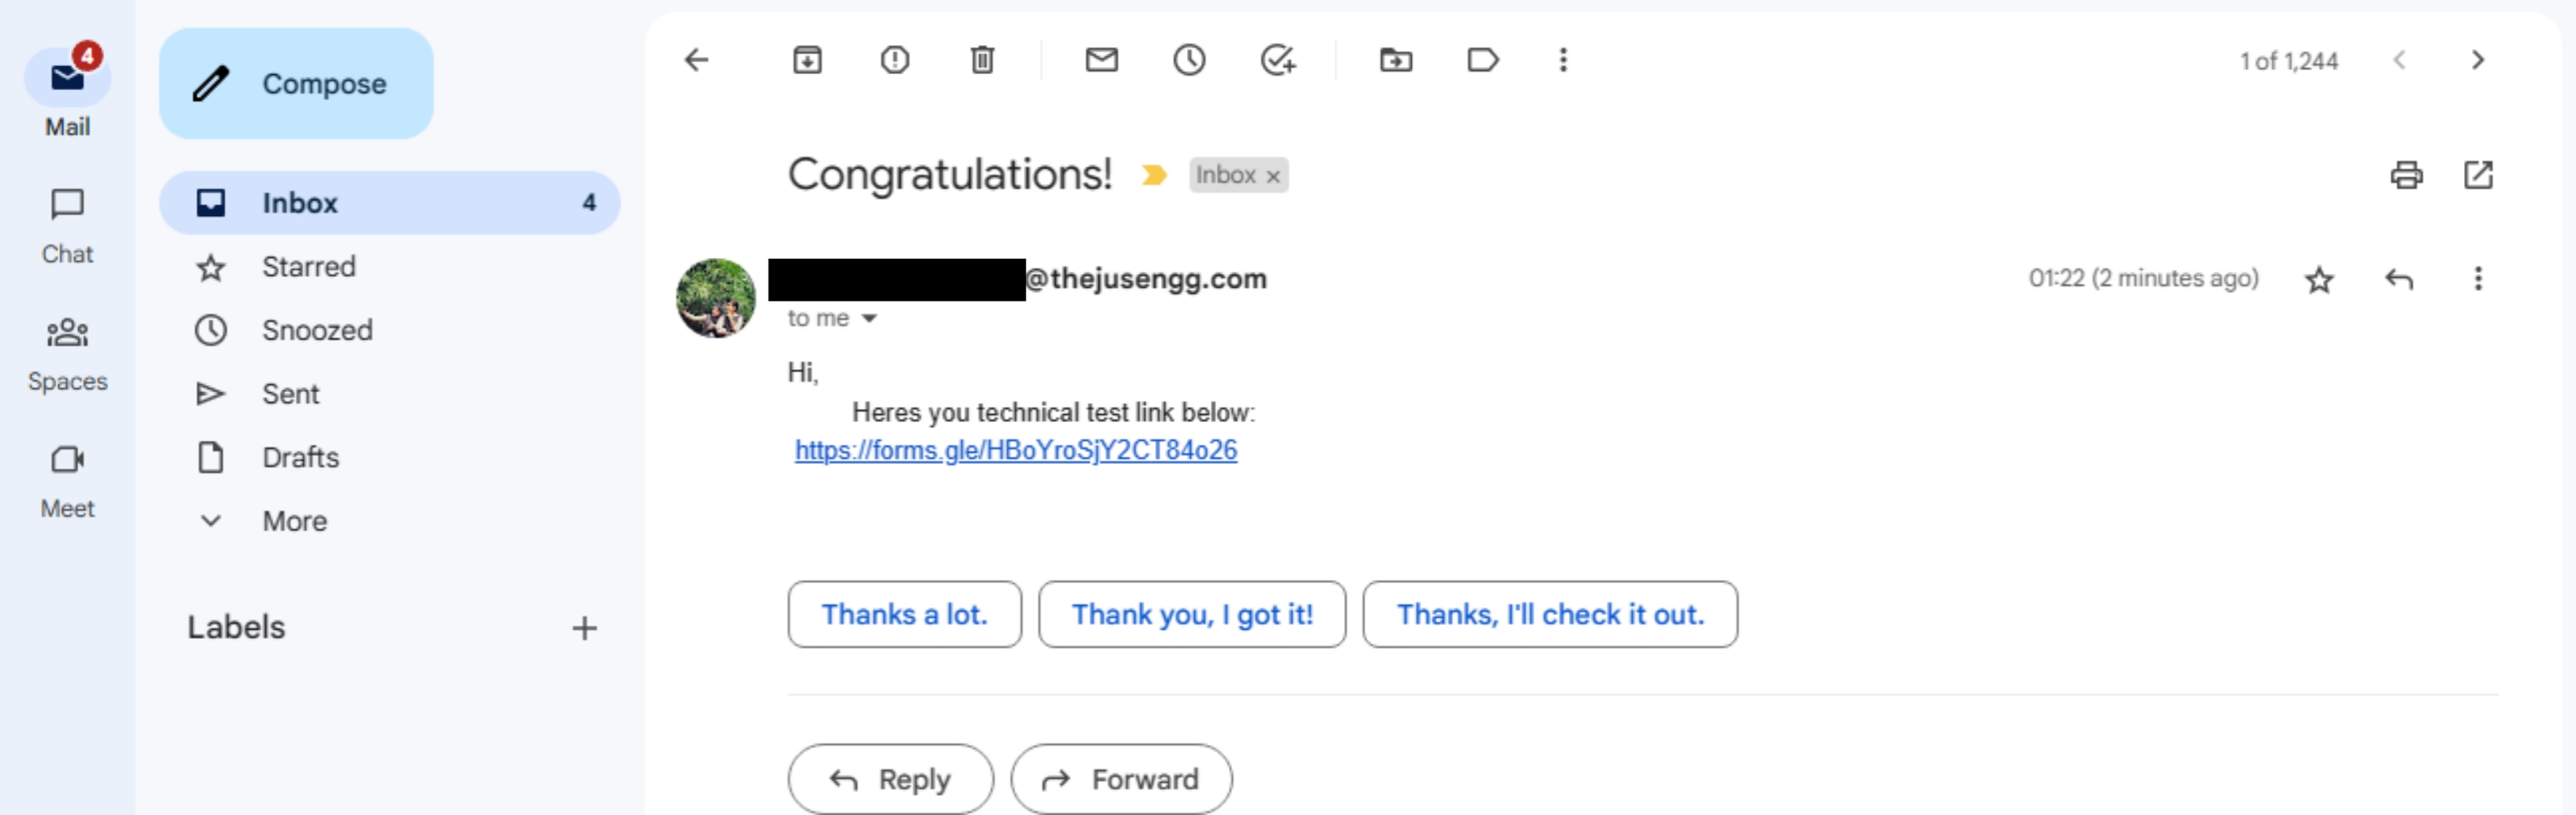 4
Mail
Chat
Spaces
Meet
Compose
Inbox 4
Starred
Snoozed
Sent
Drafts
More
Labels
1 of 1,244
Congratulations! Inbox ×
@thejusengg.com 01:22 (2 minutes ago)
to me
Hi,
Heres you technical test link below:
https://forms.gle/HBoYroSjY2CT84o26
Thanks a lot. Thank you, I got it! Thanks, I'll check it out.
Reply Forward